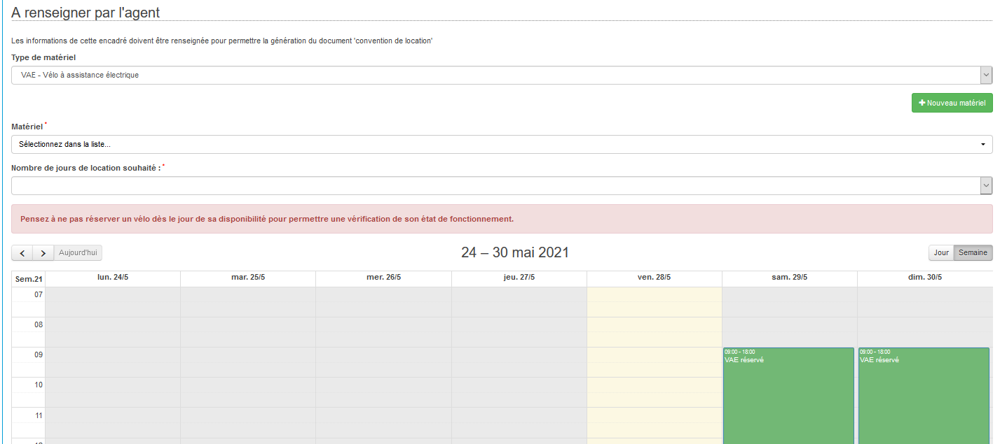 A renseigner par l'agent
Les informations de cette encadré doivent être renseignée pour permettre la génération du document 'convention de location'
Type de matériel
VAE - Vélo à assistance électrique
Nouveau matériel
Matériel *
Sélectionnez dans la liste...
Nombre de jours de location souhaité : *
Pensez à ne pas réserver un vélo dès le jour de sa disponibilité pour permettre une vérification de son état de fonctionnement.
Aujourd'hui 24 – 30 mai 2021 Jour Semaine
Sem.21 lun. 24/5 mar. 25/5 mer. 26/5 jeu. 27/5 ven. 28/5 sam. 29/5 dim. 30/5
07
08
09 09:00 - 18:00 09:00 - 18:00
VAE réservé VAE réservé
10
11